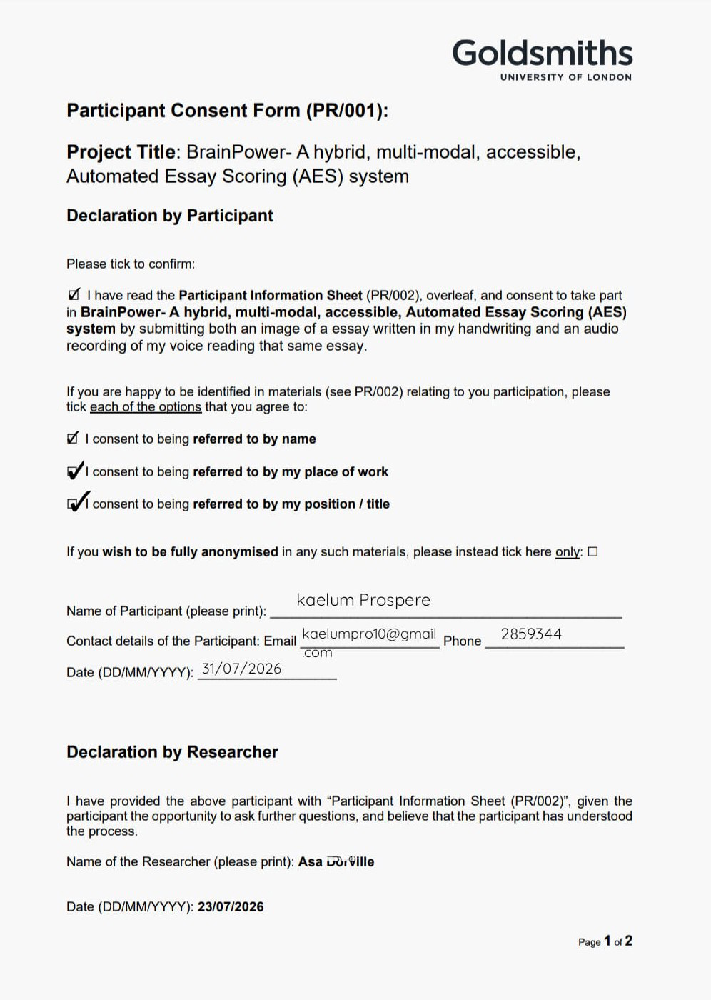 Goldsmiths
UNIVERSITY OF LONDON
Participant Consent Form (PR/001):
Project Title: BrainPower- A hybrid, multi-modal, accessible,
Automated Essay Scoring (AES) system
Declaration by Participant
Please tick to confirm:
☑ I have read the Participant Information Sheet (PR/002), overleaf, and consent to take part
in BrainPower- A hybrid, multi-modal, accessible, Automated Essay Scoring (AES)
system by submitting both an image of a essay written in my handwriting and an audio
recording of my voice reading that same essay.
If you are happy to be identified in materials (see PR/002) relating to you participation, please
tick each of the options that you agree to:
☑ I consent to being referred to by name
☑ I consent to being referred to by my place of work
☑ I consent to being referred to by my position / title
If you wish to be fully anonymised in any such materials, please instead tick here only: ☐
Name of Participant (please print): kaelum Prospere
Contact details of the Participant: Email kaelumpro10@gmail Phone 2859344
.com
Date (DD/MM/YYYY): 31/07/2026
Declaration by Researcher
I have provided the above participant with “Participant Information Sheet (PR/002)”, given the
participant the opportunity to ask further questions, and believe that the participant has understood
the process.
Name of the Researcher (please print): Asa
Date (DD/MM/YYYY): 23/07/2026
Page 1 of 2